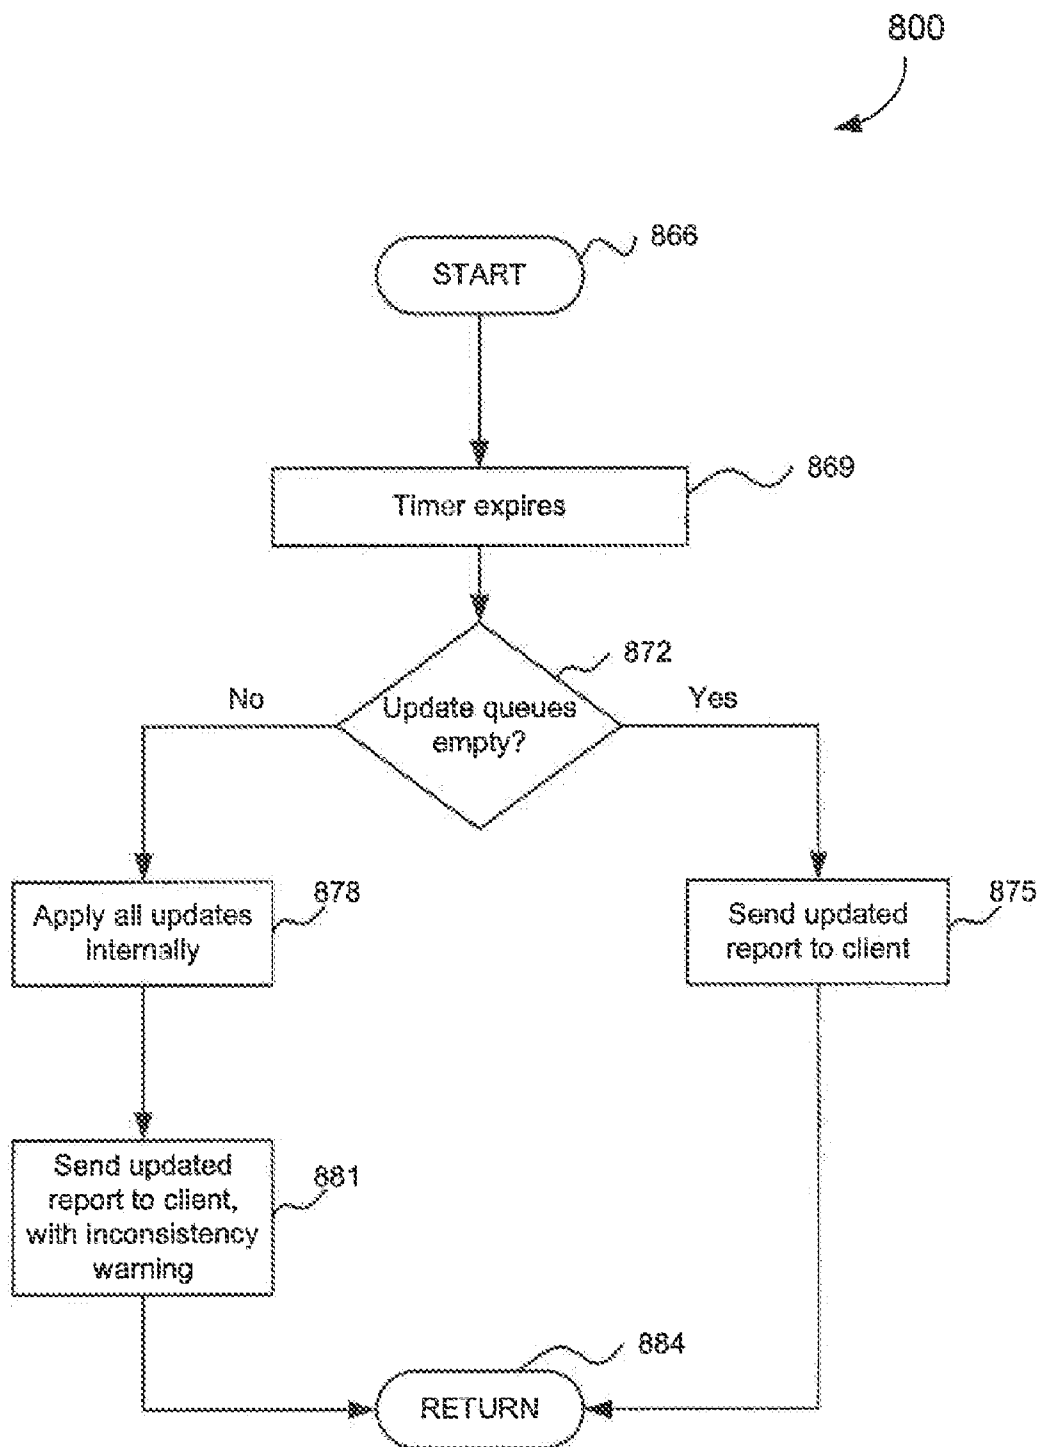 800
START
866
Timer expires
869
872
No
Yes
Update queues
empty?
Apply all updates
internally
878
Send updated
report to client
875
Send updated
report to client,
with inconsistency
warning
881
884
RETURN